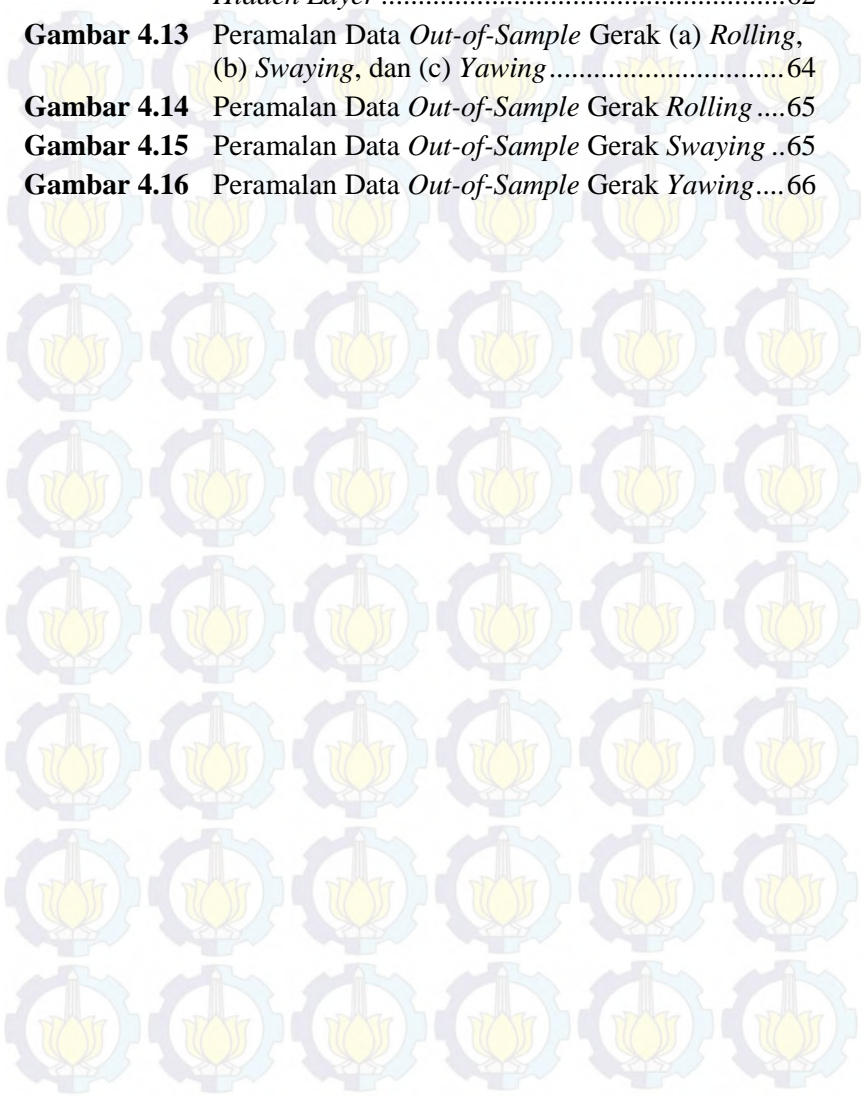 Hidden Layer ......................................................62
Gambar 4.13 Peramalan Data Out-of-Sample Gerak (a) Rolling,
(b) Swaying, dan (c) Yawing...............................64
Gambar 4.14 Peramalan Data Out-of-Sample Gerak Rolling ....65
Gambar 4.15 Peramalan Data Out-of-Sample Gerak Swaying ..65
Gambar 4.16 Peramalan Data Out-of-Sample Gerak Yawing....66